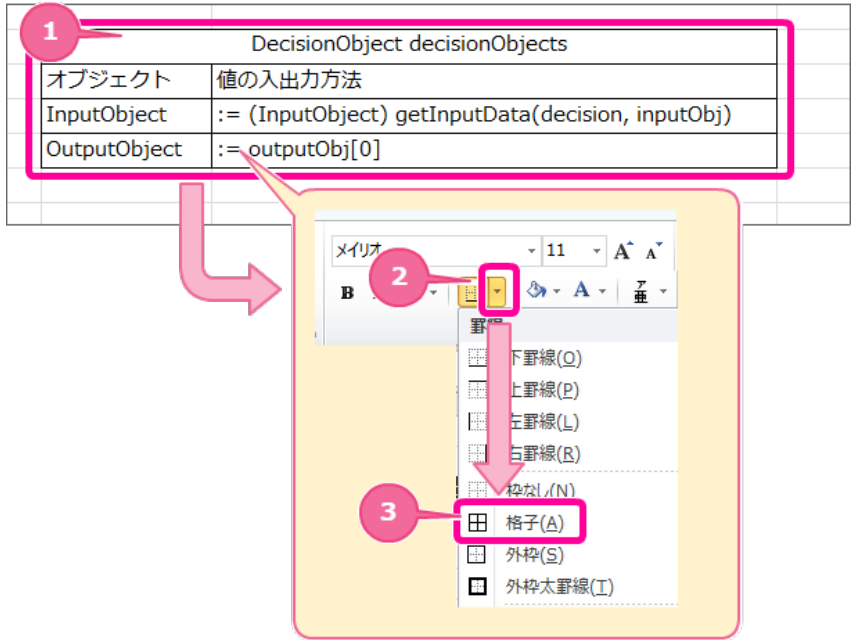 1
DecisionObject decisionObjects
オブジェクト 値の入出力方法
InputObject := (InputObject) getInputData(decision, inputObj)
OutputObject := outputObj[0]
メイリオ 11 A A
2
B A ア亜
下罫線(O)
上罫線(P)
左罫線(L)
右罫線(R)
枠なし(N)
3
格子(A)
外枠(S)
外枠太罫線(T)